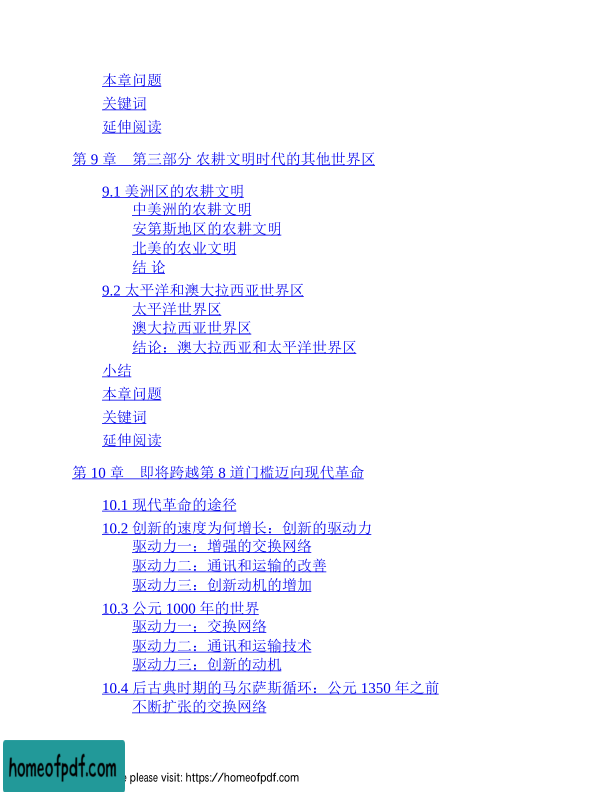 本章问题
关键词
延伸阅读
第 9 章 第三部分 农耕文明时代的其他世界区
9.1 美洲区的农耕文明
中美洲的农耕文明
安第斯地区的农耕文明
北美的农业文明
结 论
9.2 太平洋和澳大拉西亚世界区
太平洋世界区
澳大拉西亚世界区
结论：澳大拉西亚和太平洋世界区
小结
本章问题
关键词
延伸阅读
第 10 章 即将跨越第 8 道门槛迈向现代革命
10.1 现代革命的途径
10.2 创新的速度为何增长：创新的驱动力
驱动力一：增强的交换网络
驱动力二：通讯和运输的改善
驱动力三：创新动机的增加
10.3 公元 1000 年的世界
驱动力一：交换网络
驱动力二：通讯和运输技术
驱动力三：创新的动机
10.4 后古典时期的马尔萨斯循环：公元 1350 年之前
不断扩张的交换网络
homeofpdf.com
e please visit: https://homeofpdf.com